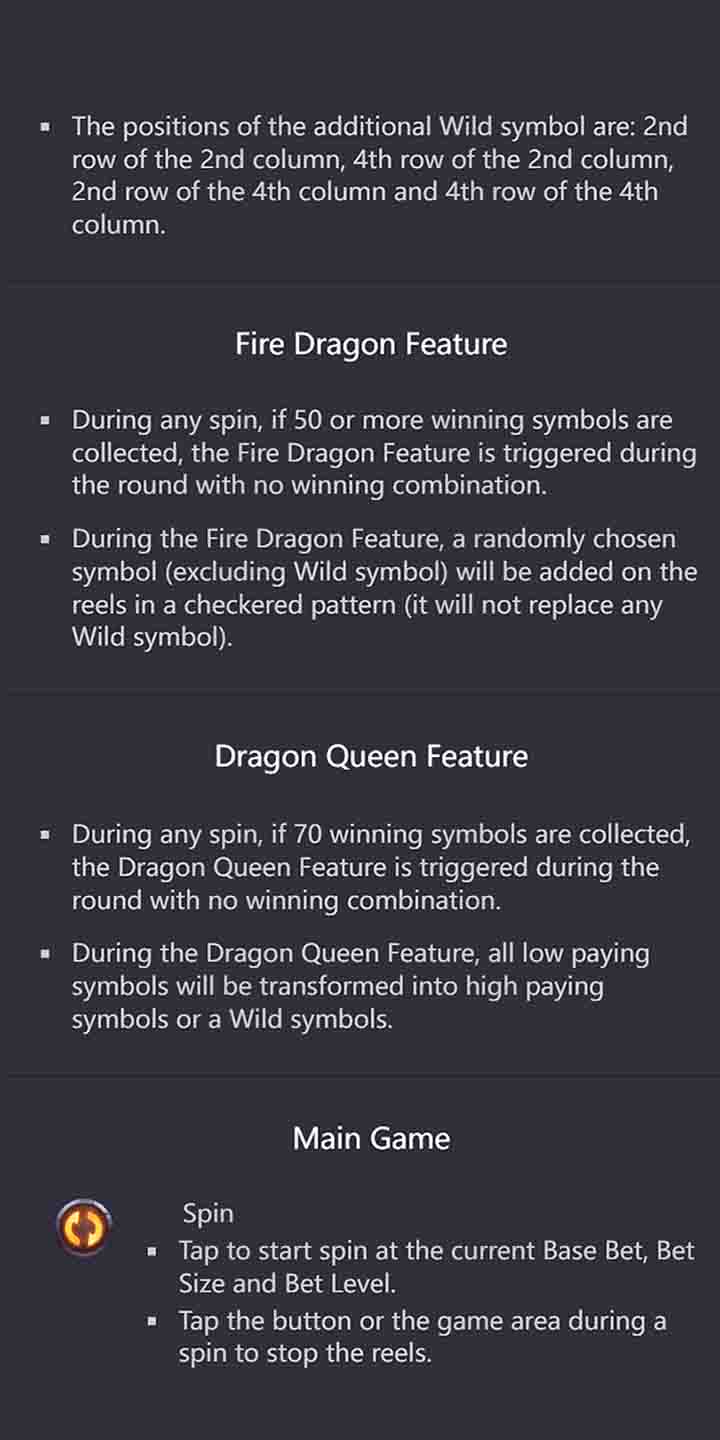 ▪ The positions of the additional Wild symbol are: 2nd
row of the 2nd column, 4th row of the 2nd column,
2nd row of the 4th column and 4th row of the 4th
column.
Fire Dragon Feature
▪ During any spin, if 50 or more winning symbols are
collected, the Fire Dragon Feature is triggered during
the round with no winning combination.
▪ During the Fire Dragon Feature, a randomly chosen
symbol (excluding Wild symbol) will be added on the
reels in a checkered pattern (it will not replace any
Wild symbol).
Dragon Queen Feature
▪ During any spin, if 70 winning symbols are collected,
the Dragon Queen Feature is triggered during the
round with no winning combination.
▪ During the Dragon Queen Feature, all low paying
symbols will be transformed into high paying
symbols or a Wild symbols.
Main Game
Spin
▪ Tap to start spin at the current Base Bet, Bet
Size and Bet Level.
▪ Tap the button or the game area during a
spin to stop the reels.